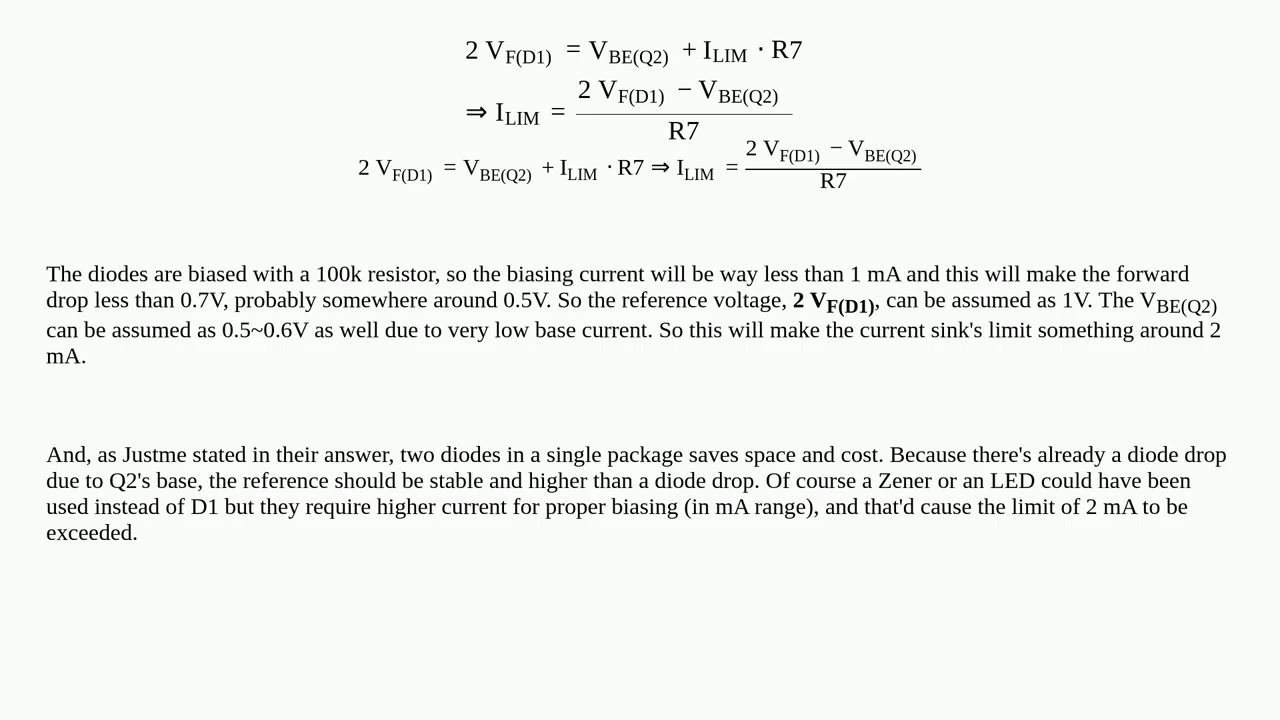 2 V_F(D1) = V_BE(Q2) + I_LIM · R7
⇒ I_LIM = (2 V_F(D1) − V_BE(Q2)) / R7
2 V_F(D1) = V_BE(Q2) + I_LIM · R7 ⇒ I_LIM = (2 V_F(D1) − V_BE(Q2)) / R7
The diodes are biased with a 100k resistor, so the biasing current will be way less than 1 mA and this will make the forward
drop less than 0.7V, probably somewhere around 0.5V. So the reference voltage, 2 V_F(D1), can be assumed as 1V. The V_BE(Q2)
can be assumed as 0.5~0.6V as well due to very low base current. So this will make the current sink's limit something around 2
mA.
And, as Justme stated in their answer, two diodes in a single package saves space and cost. Because there's already a diode drop
due to Q2's base, the reference should be stable and higher than a diode drop. Of course a Zener or an LED could have been
used instead of D1 but they require higher current for proper biasing (in mA range), and that'd cause the limit of 2 mA to be
exceeded.